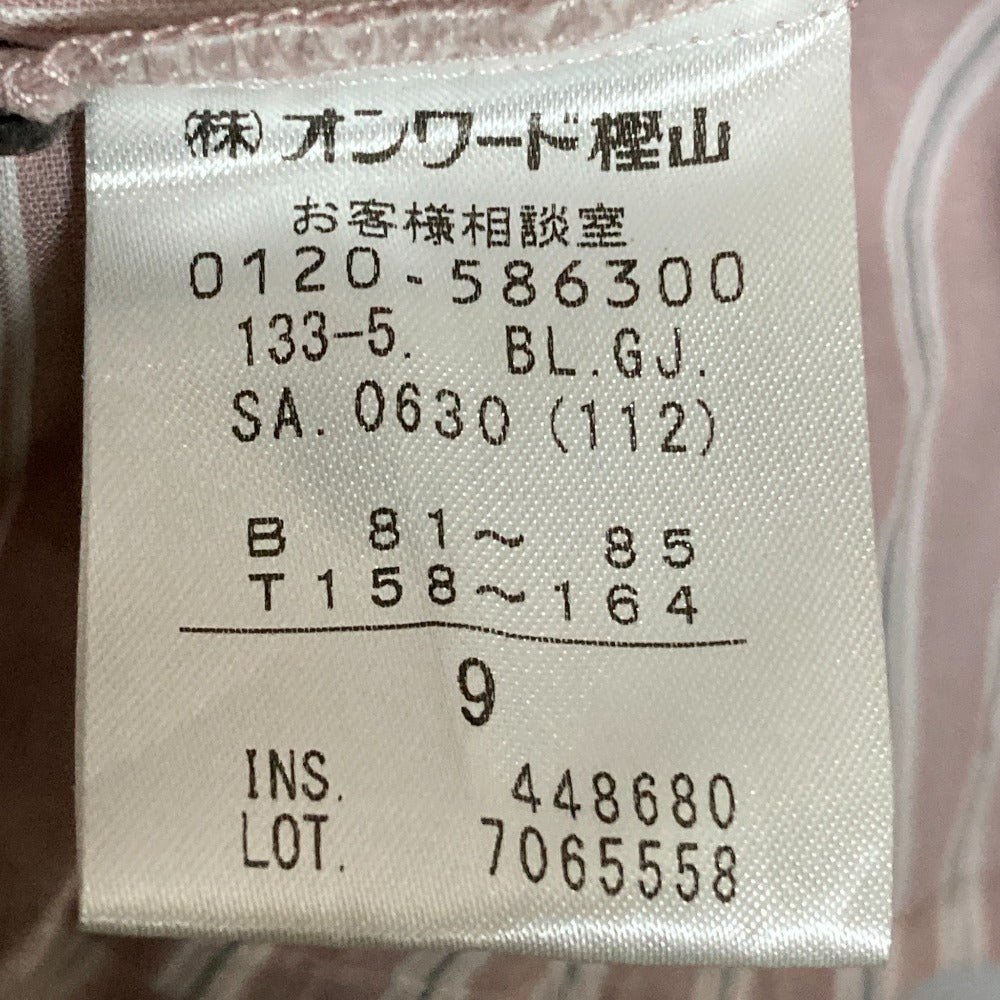 (株)オンワード樫山
お客様相談室
0120-586300
133-5. BL.GJ.
SA.0630(112)
B 81~85
T158~164
9
INS. 448680
LOT. 7065558